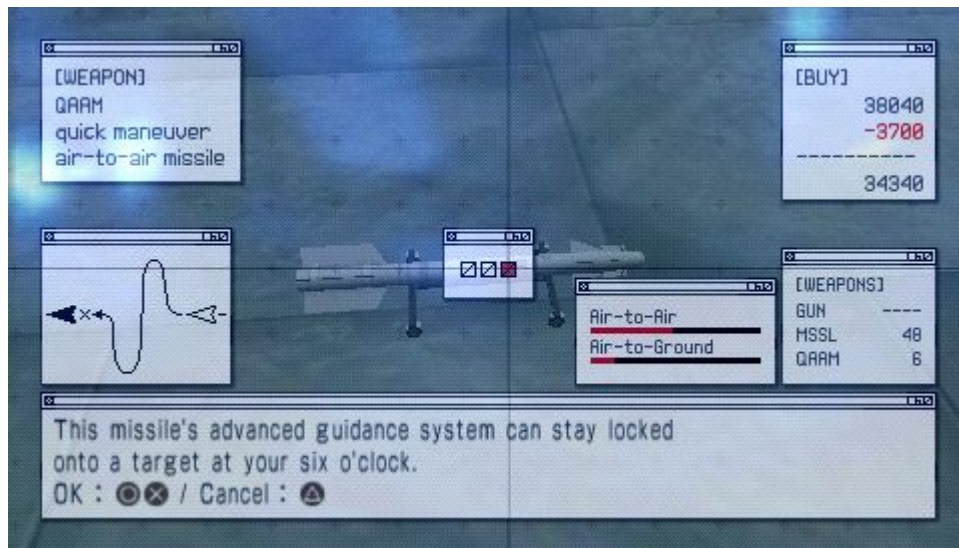 [WEAPON]
QAAM
quick maneuver
air-to-air missile
[BUY]
38040
-3700
-----------
34340
Air-to-Air
Air-to-Ground
[WEAPONS]
GUN ----
MSSL 48
QAAM 6
This missile's advanced guidance system can stay locked
onto a target at your six o'clock.
OK : / Cancel :